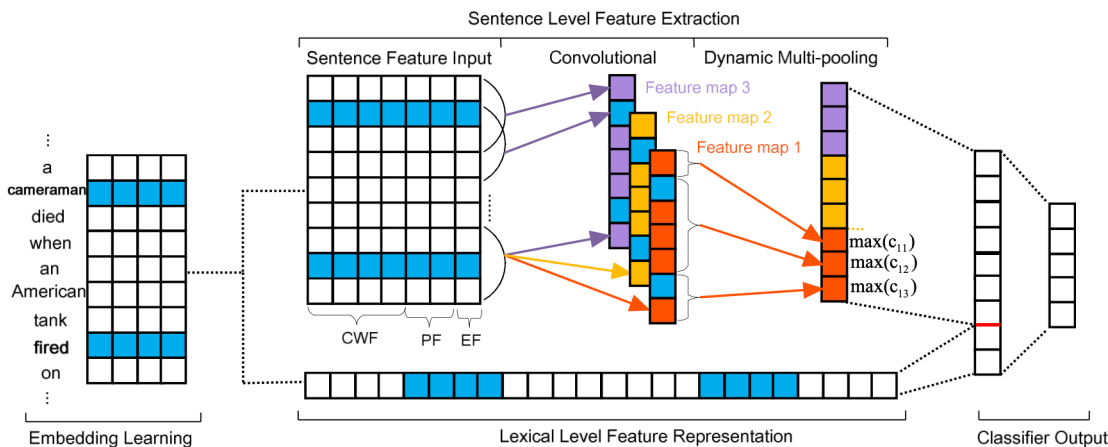 Sentence Level Feature Extraction
Sentence Feature Input
Convolutional
Dynamic Multi-pooling
Feature map 3
Feature map 2
Feature map 1
...
a
cameraman
died
when
an
American
tank
fired
on
...
max(c11)
max(c12)
max(c13)
CWF
PF
EF
Embedding Learning
Lexical Level Feature Representation
Classifier Output